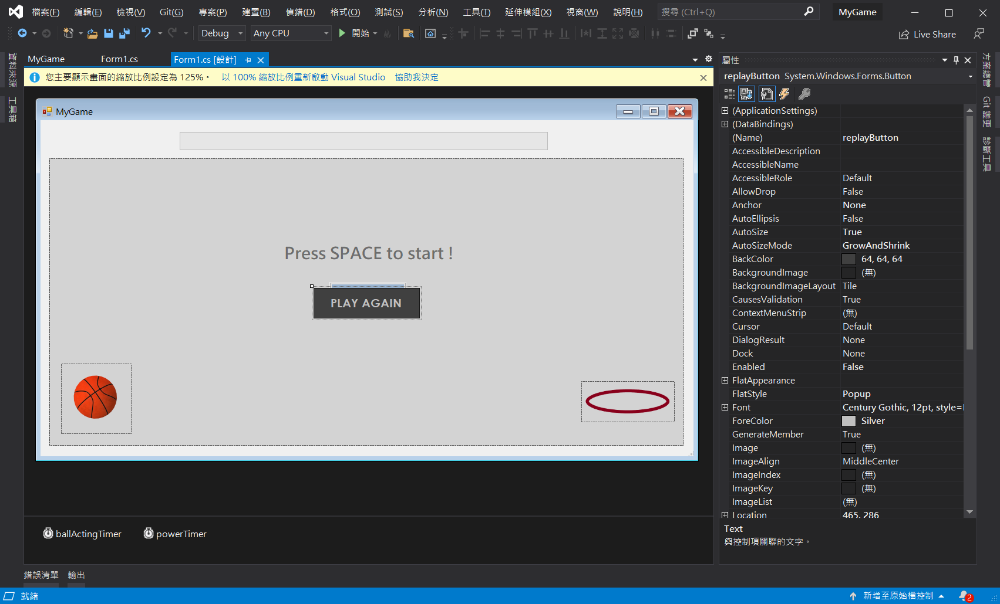 檔案(F) 編輯(E) 檢視(V) Git(G) 專案(P) 建置(B) 偵錯(D) 格式(O) 測試(S) 分析(N) 工具(T) 延伸模組(X) 視窗(W) 說明(H) 搜尋 (Ctrl+Q) MyGame
Debug Any CPU 開始 Live Share
資料來源
工具箱
MyGame Form1.cs Form1.cs [設計]
您主要顯示畫面的縮放比例設定為 125%。 以 100% 縮放比例重新啟動 Visual Studio 協助我決定
MyGame
Press SPACE to start !
PLAY AGAIN
ballActingTimer powerTimer
屬性
replayButton System.Windows.Forms.Button
(ApplicationSettings)
(DataBindings)
(Name) replayButton
AccessibleDescription
AccessibleName
AccessibleRole Default
AllowDrop False
Anchor None
AutoEllipsis False
AutoSize True
AutoSizeMode GrowAndShrink
BackColor 64, 64, 64
BackgroundImage (無)
BackgroundImageLayout Tile
CausesValidation True
ContextMenuStrip (無)
Cursor Default
DialogResult None
Dock None
Enabled False
FlatAppearance
FlatStyle Popup
Font Century Gothic, 12pt, style=
ForeColor Silver
GenerateMember True
Image (無)
ImageAlign MiddleCenter
ImageIndex (無)
ImageKey (無)
ImageList (無)
Location 465, 286
Text
與控制項關聯的文字。
方案總管
Git 變更
診斷工具
錯誤清單 輸出
就緒 新增至原始檔控制 2